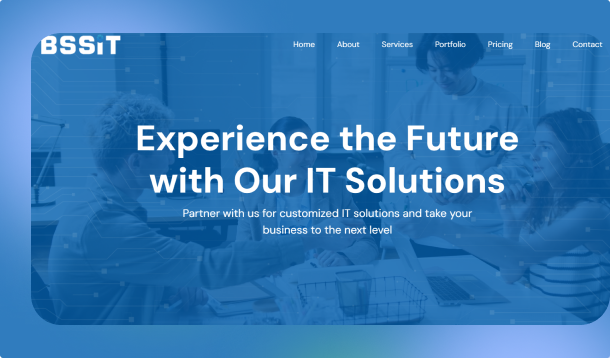 BSSiT
Home About Services Portfolio Pricing Blog Contact
Experience the Future
with Our IT Solutions
Partner with us for customized IT solutions and take your
business to the next level